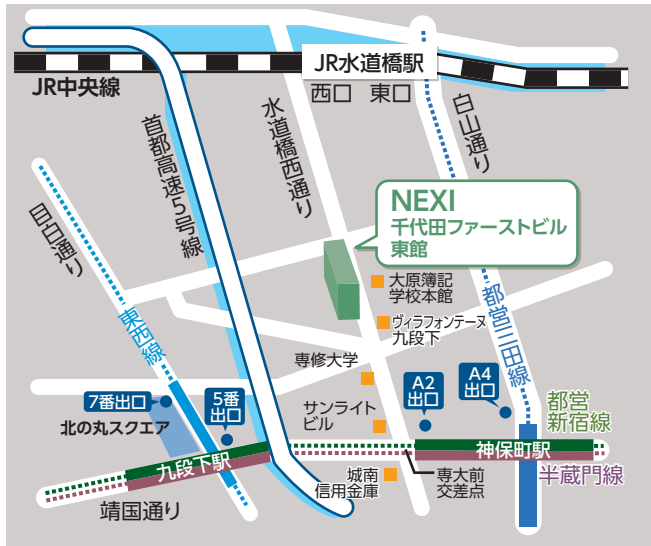 JR中央線
JR水道橋駅
西口 東口
首都高速5号線
水道橋西通り
白山通り
目白通り
NEXI
千代田ファーストビル
東館
大原簿記
学校本館
ヴィラフォンテーヌ
九段下
東西線
都営三田線
専修大学
7番出口
5番
出口
A2
出口
A4
出口
北の丸スクエア
サンライト
ビル
都営
新宿線
九段下駅
神保町駅
半蔵門線
城南
信用金庫
専大前
交差点
靖国通り